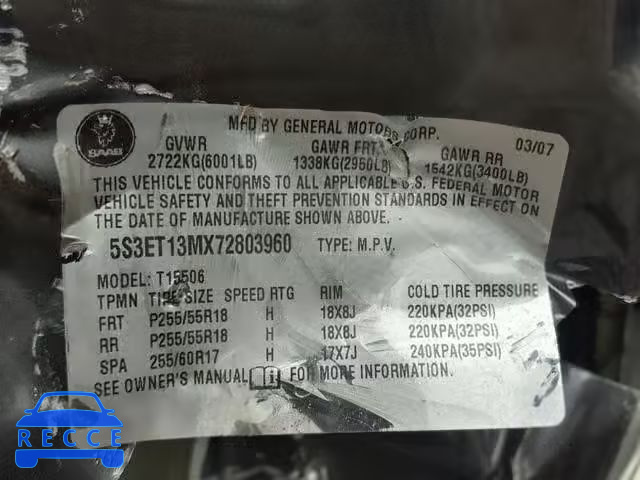 MFD BY GENERAL MOTORS CORP.
03/07
SAAB
GVWR GAWR FRT GAWR RR
2722KG(6001LB) 1338KG(2950LB) 1542KG(3400LB)
THIS VEHICLE CONFORMS TO ALL APPLICABLE U.S. FEDERAL MOTOR
VEHICLE SAFETY AND THEFT PREVENTION STANDARDS IN EFFECT ON
THE DATE OF MANUFACTURE SHOWN ABOVE.
5S3ET13MX72803960 TYPE: M.P.V.
MODEL: T15506
TPMN TIRE SIZE SPEED RTG RIM COLD TIRE PRESSURE
FRT P255/55R18 H 18X8J 220KPA(32PSI)
RR P255/55R18 H 18X8J 220KPA(32PSI)
SPA 255/60R17 H 17X7J 240KPA(35PSI)
SEE OWNER'S MANUAL FOR MORE INFORMATION.
RECCE